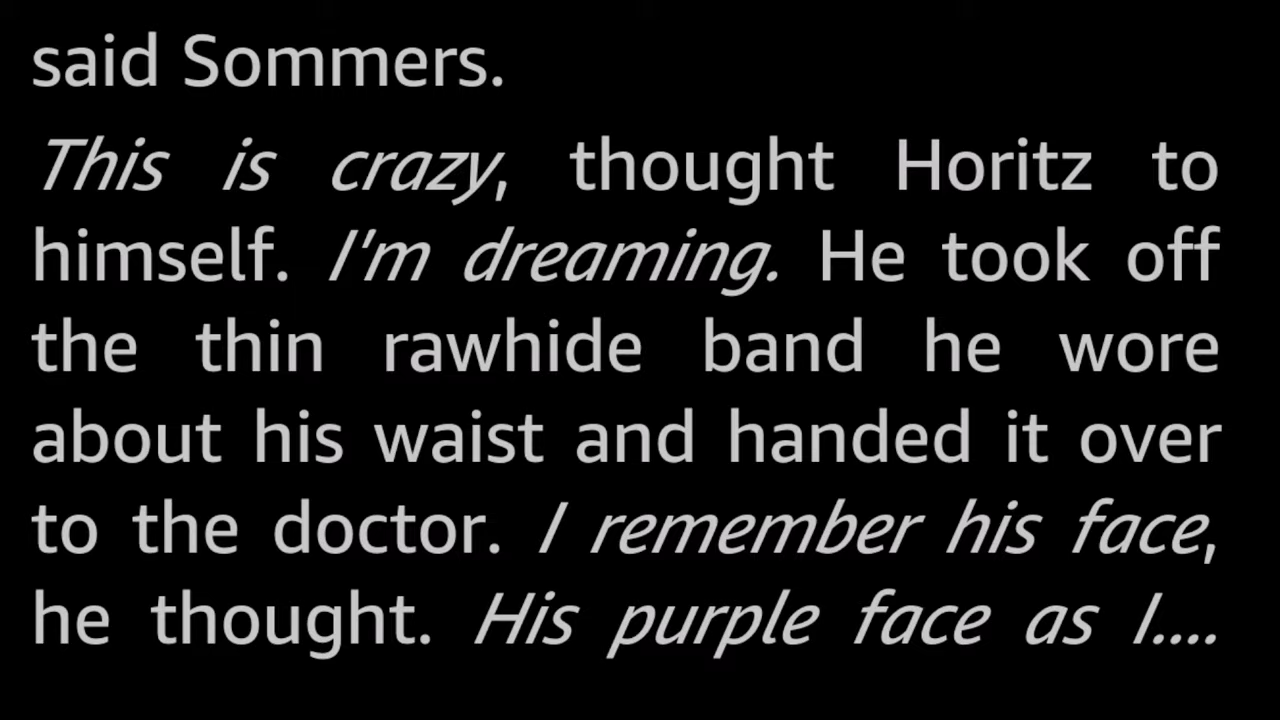 said Sommers.
This is crazy, thought Horitz to
himself. I'm dreaming. He took off
the thin rawhide band he wore
about his waist and handed it over
to the doctor. I remember his face,
he thought. His purple face as I....